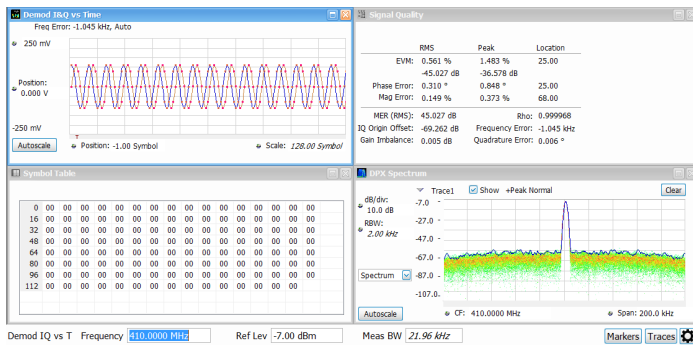 Demod I&Q vs Time
Freq Error: -1.045 kHz, Auto
250 mV
Position:
0.000 V
-250 mV
T
Autoscale
Position: -1.00 Symbol
Scale: 128.00 Symbol
Signal Quality
RMS Peak Location
EVM: 0.561 % 1.483 % 25.00
-45.027 dB -36.578 dB
Phase Error: 0.310 ° 0.848 ° 25.00
Mag Error: 0.149 % 0.373 % 68.00
MER (RMS): 45.027 dB Rho: 0.999968
IQ Origin Offset: -69.262 dB Frequency Error: -1.045 kHz
Gain Imbalance: 0.005 dB Quadrature Error: 0.006 °
Symbol Table
0 00 00 00 00 00 00 00 00 00 00 00 00 00 00 00 00
16 00 00 00 00 00 00 00 00 00 00 00 00 00 00 00 00
32 00 00 00 00 00 00 00 00 00 00 00 00 00 00 00 00
48 00 00 00 00 00 00 00 00 00 00 00 00 00 00 00 00
64 00 00 00 00 00 00 00 00 00 00 00 00 00 00 00 00
80 00 00 00 00 00 00 00 00 00 00 00 00 00 00 00 00
96 00 00 00 00 00 00 00 00 00 00 00 00 00 00 00 00
112 00 00 00 00 00 00 00 00 00 00 00 00 00 00 00
DPX Spectrum
Trace1 Show +Peak Normal Clear
dB/div:
10.0 dB
RBW:
2.00 kHz
-7.0
-27.0
-47.0
-67.0
-87.0
-107.0
Spectrum
Autoscale
CF: 410.0000 MHz
Span: 200.0 kHz
Demod IQ vs T Frequency 410.0000 MHz Ref Lev -7.00 dBm Meas BW 21.96 kHz Markers Traces